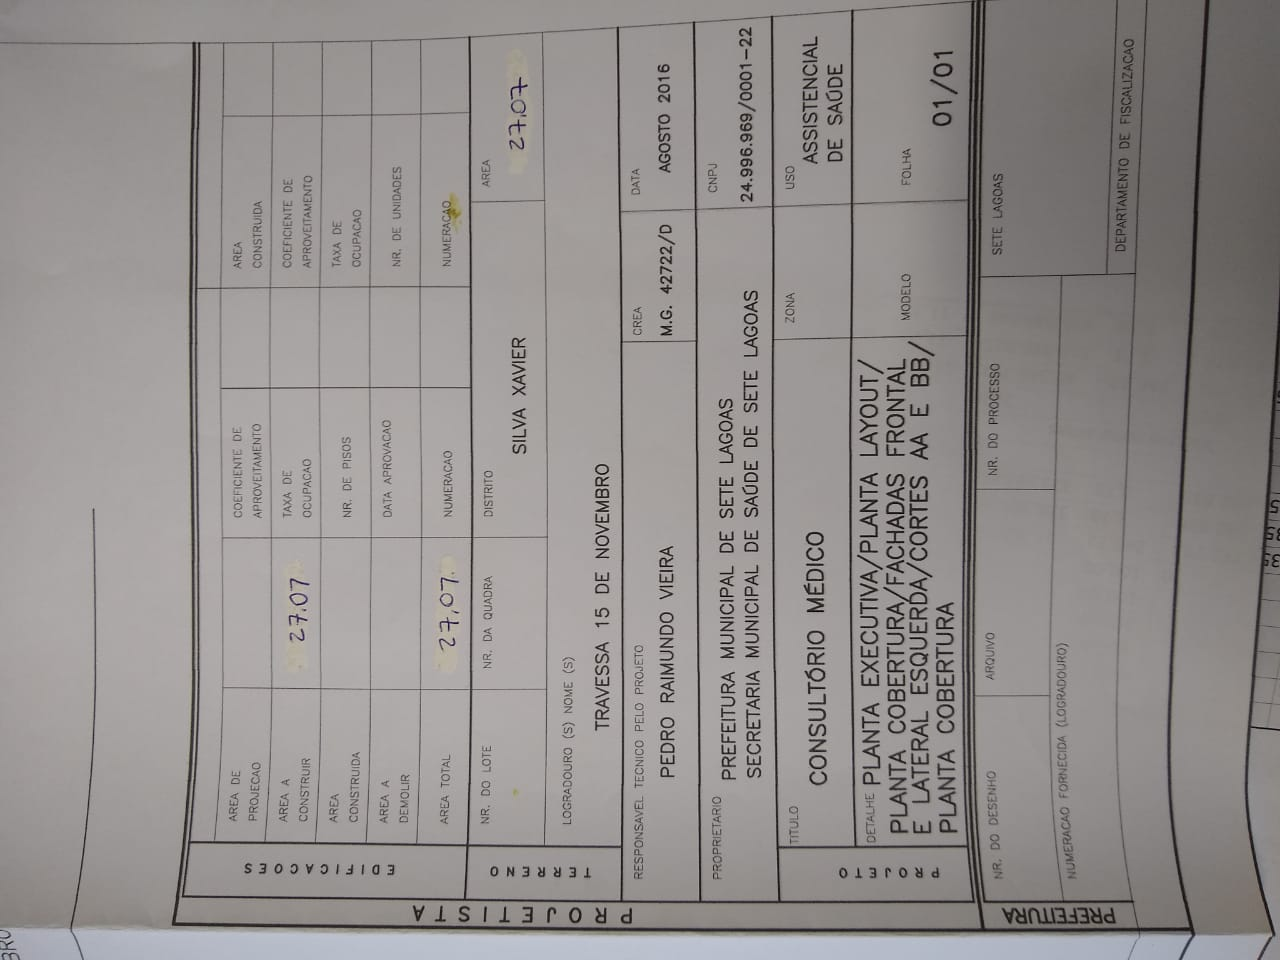 PROJETISTA
EDIFICACOES
AREA DE
PROJECAO
COEFICIENTE DE
APROVEITAMENTO
AREA
CONSTRUIDA
AREA A
CONSTRUIR
27.07
TAXA DE
OCUPACAO
COEFICIENTE DE
APROVEITAMENTO
AREA
CONSTRUIDA
NR. DE PISOS
TAXA DE
OCUPACAO
AREA A
DEMOLIR
DATA APROVACAO
NR. DE UNIDADES
AREA TOTAL
27,07.
NUMERACAO
NUMERACAO
TERRENO
NR. DO LOTE
NR. DA QUADRA
DISTRITO
SILVA XAVIER
AREA
27.07
LOGRADOURO (S) NOME (S)
TRAVESSA 15 DE NOVEMBRO
RESPONSAVEL TECNICO PELO PROJETO
PEDRO RAIMUNDO VIEIRA
CREA
M.G. 42722/D
DATA
AGOSTO 2016
PROPRIETARIO
PREFEITURA MUNICIPAL DE SETE LAGOAS
SECRETARIA MUNICIPAL DE SAÚDE DE SETE LAGOAS
CNPJ
24.996.969/0001-22
PROJETO
TITULO
CONSULTÓRIO MÉDICO
ZONA
USO
ASSISTENCIAL
DE SAÚDE
DETALHE PLANTA EXECUTIVA/PLANTA LAYOUT/
PLANTA COBERTURA/FACHADAS FRONTAL
E LATERAL ESQUERDA/CORTES AA E BB/
PLANTA COBERTURA
MODELO
FOLHA
01/01
PREFEITURA
NR. DO DESENHO
ARQUIVO
NR. DO PROCESSO
SETE LAGOAS
NUMERACAO FORNECIDA (LOGRADOURO)
DEPARTAMENTO DE FISCALIZACAO